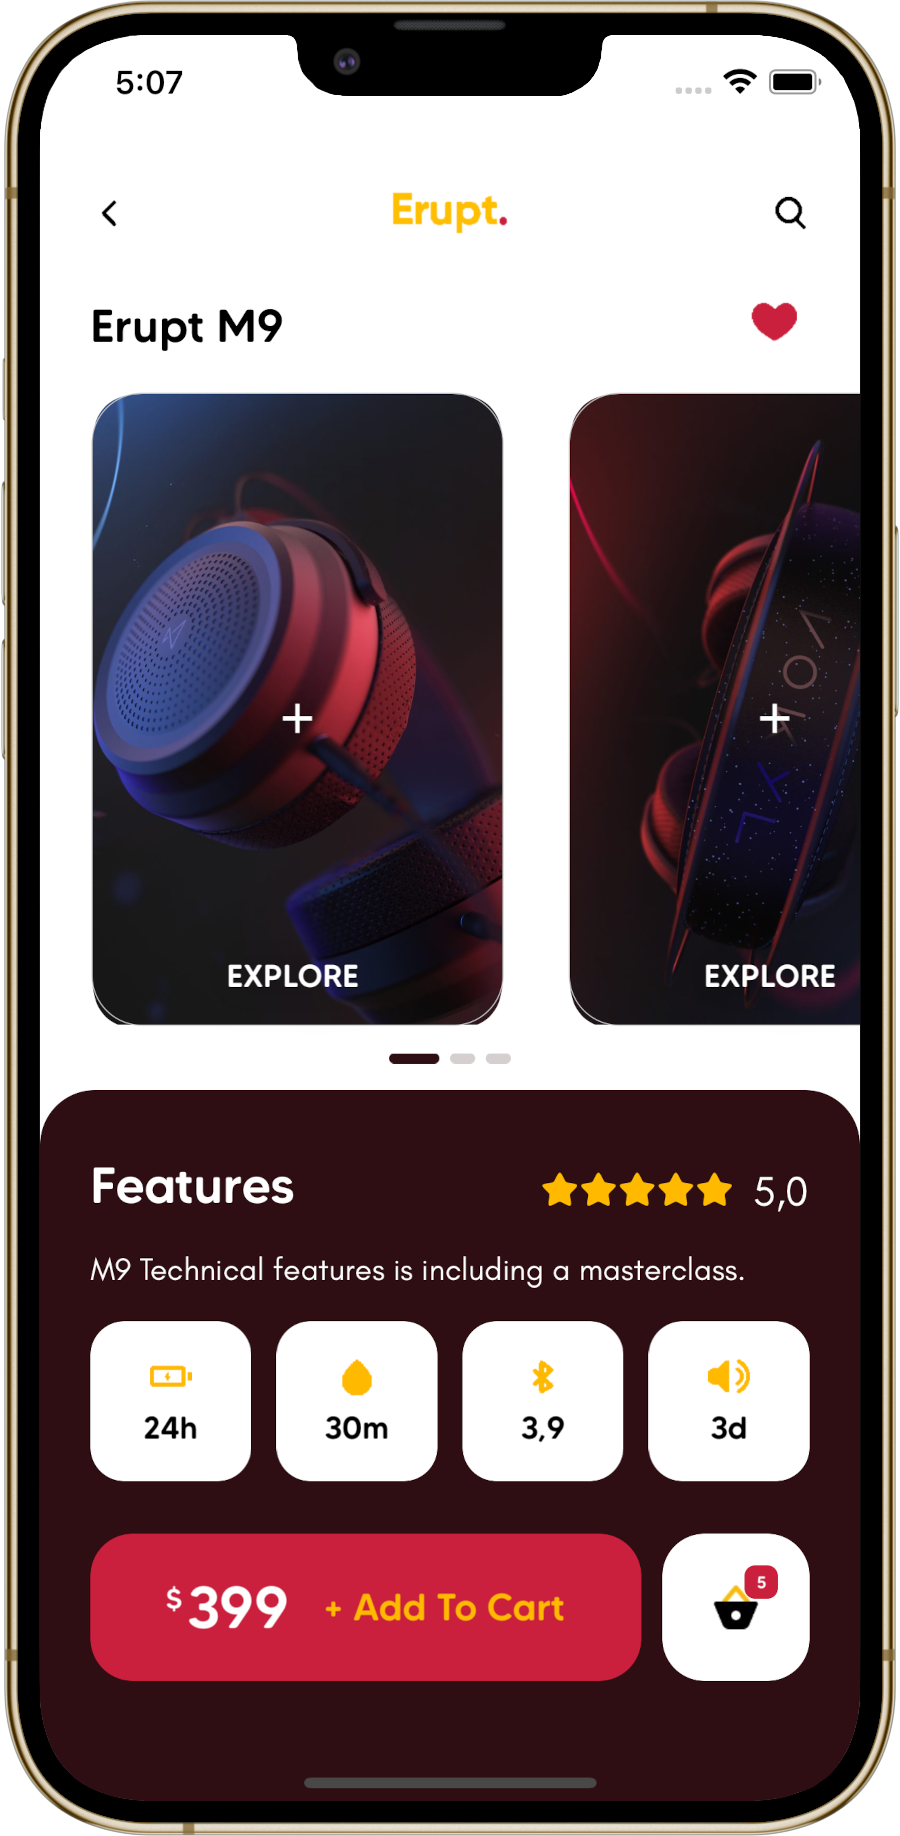 5:07
Erupt.
Erupt M9
+
+
EXPLORE
EXPLORE
Features
5,0
M9 Technical features is including a masterclass.
24h
30m
3,9
3d
$399
+ Add To Cart
5